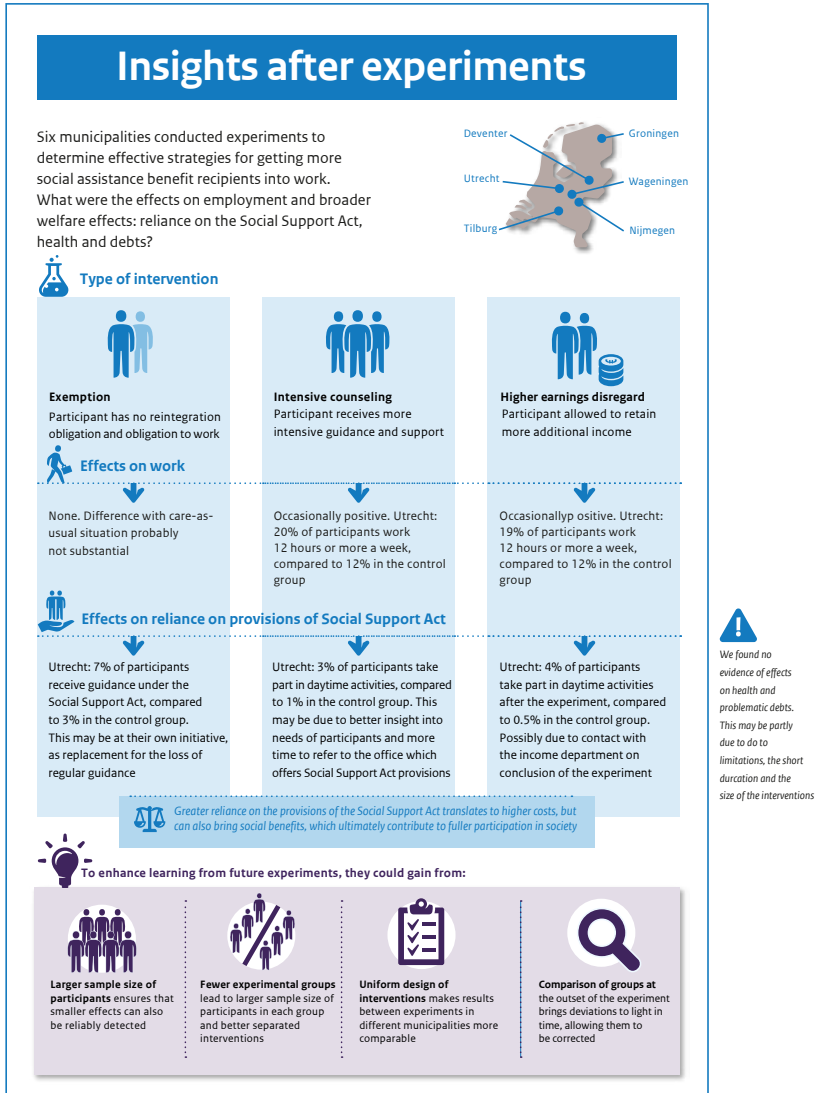 Insights after experiments
Six municipalities conducted experiments to
determine effective strategies for getting more
social assistance benefit recipients into work.
What were the effects on employment and broader
welfare effects: reliance on the Social Support Act,
health and debts?
Deventer
Groningen
Utrecht
Wageningen
Tilburg
Nijmegen
Type of intervention
Exemption
Participant has no reintegration
obligation and obligation to work
Intensive counseling
Participant receives more
intensive guidance and support
Higher earnings disregard
Participant allowed to retain
more additional income
Effects on work
None. Difference with care-as-
usual situation probably
not substantial
Occasionally positive. Utrecht:
20% of participants work
12 hours or more a week,
compared to 12% in the control
group
Occasionallyp ositive. Utrecht:
19% of participants work
12 hours or more a week,
compared to 12% in the control
group
Effects on reliance on provisions of Social Support Act
Utrecht: 7% of participants
receive guidance under the
Social Support Act, compared
to 3% in the control group.
This may be at their own initiative,
as replacement for the loss of
regular guidance
Utrecht: 3% of participants take
part in daytime activities, compared
to 1% in the control group. This
may be due to better insight into
needs of participants and more
time to refer to the office which
offers Social Support Act provisions
Utrecht: 4% of participants
take part in daytime activities
after the experiment, compared
to 0.5% in the control group.
Possibly due to contact with
the income department on
conclusion of the experiment
We found no
evidence of effects
on health and
problematic debts.
This may be partly
due to do to
limitations, the short
durcation and the
size of the interventions
Greater reliance on the provisions of the Social Support Act translates to higher costs, but
can also bring social benefits, which ultimately contribute to fuller participation in society
To enhance learning from future experiments, they could gain from:
Larger sample size of
participants ensures that
smaller effects can also
be reliably detected
Fewer experimental groups
lead to larger sample size of
participants in each group
and better separated
interventions
Uniform design of
interventions makes results
between experiments in
different municipalities more
comparable
Comparison of groups at
the outset of the experiment
brings deviations to light in
time, allowing them to
be corrected